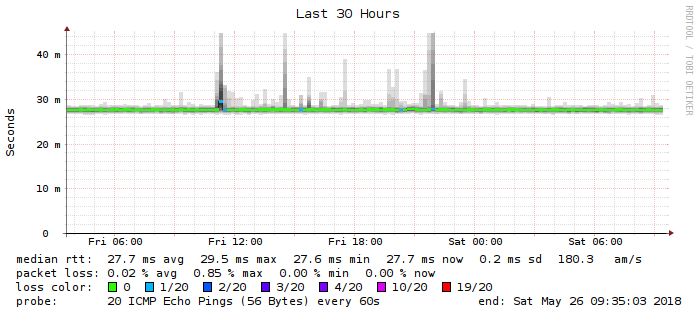 Last 30 Hours
RRDTOOL / TOBI OETIKER
Seconds
40 m
30 m
20 m
10 m
0
Fri 06:00 Fri 12:00 Fri 18:00 Sat 00:00 Sat 06:00
median rtt: 27.7 ms avg 29.5 ms max 27.6 ms min 27.7 ms now 0.2 ms sd 180.3 am/s
packet loss: 0.02 % avg 0.85 % max 0.00 % min 0.00 % now
loss color: 0 1/20 2/20 3/20 4/20 10/20 19/20
probe: 20 ICMP Echo Pings (56 Bytes) every 60s end: Sat May 26 09:35:03 2018